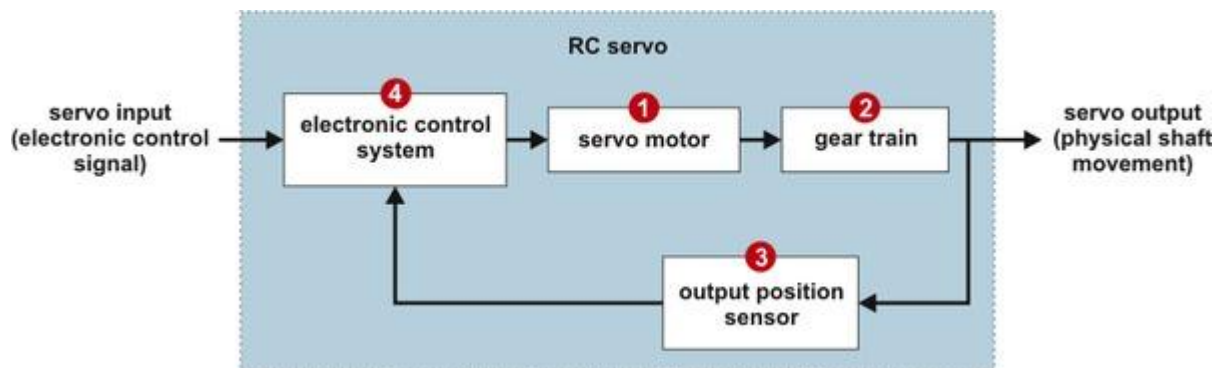 RC servo
servo input
(electronic control
signal)
4
electronic control
system
1
servo motor
2
gear train
servo output
(physical shaft
movement)
3
output position
sensor